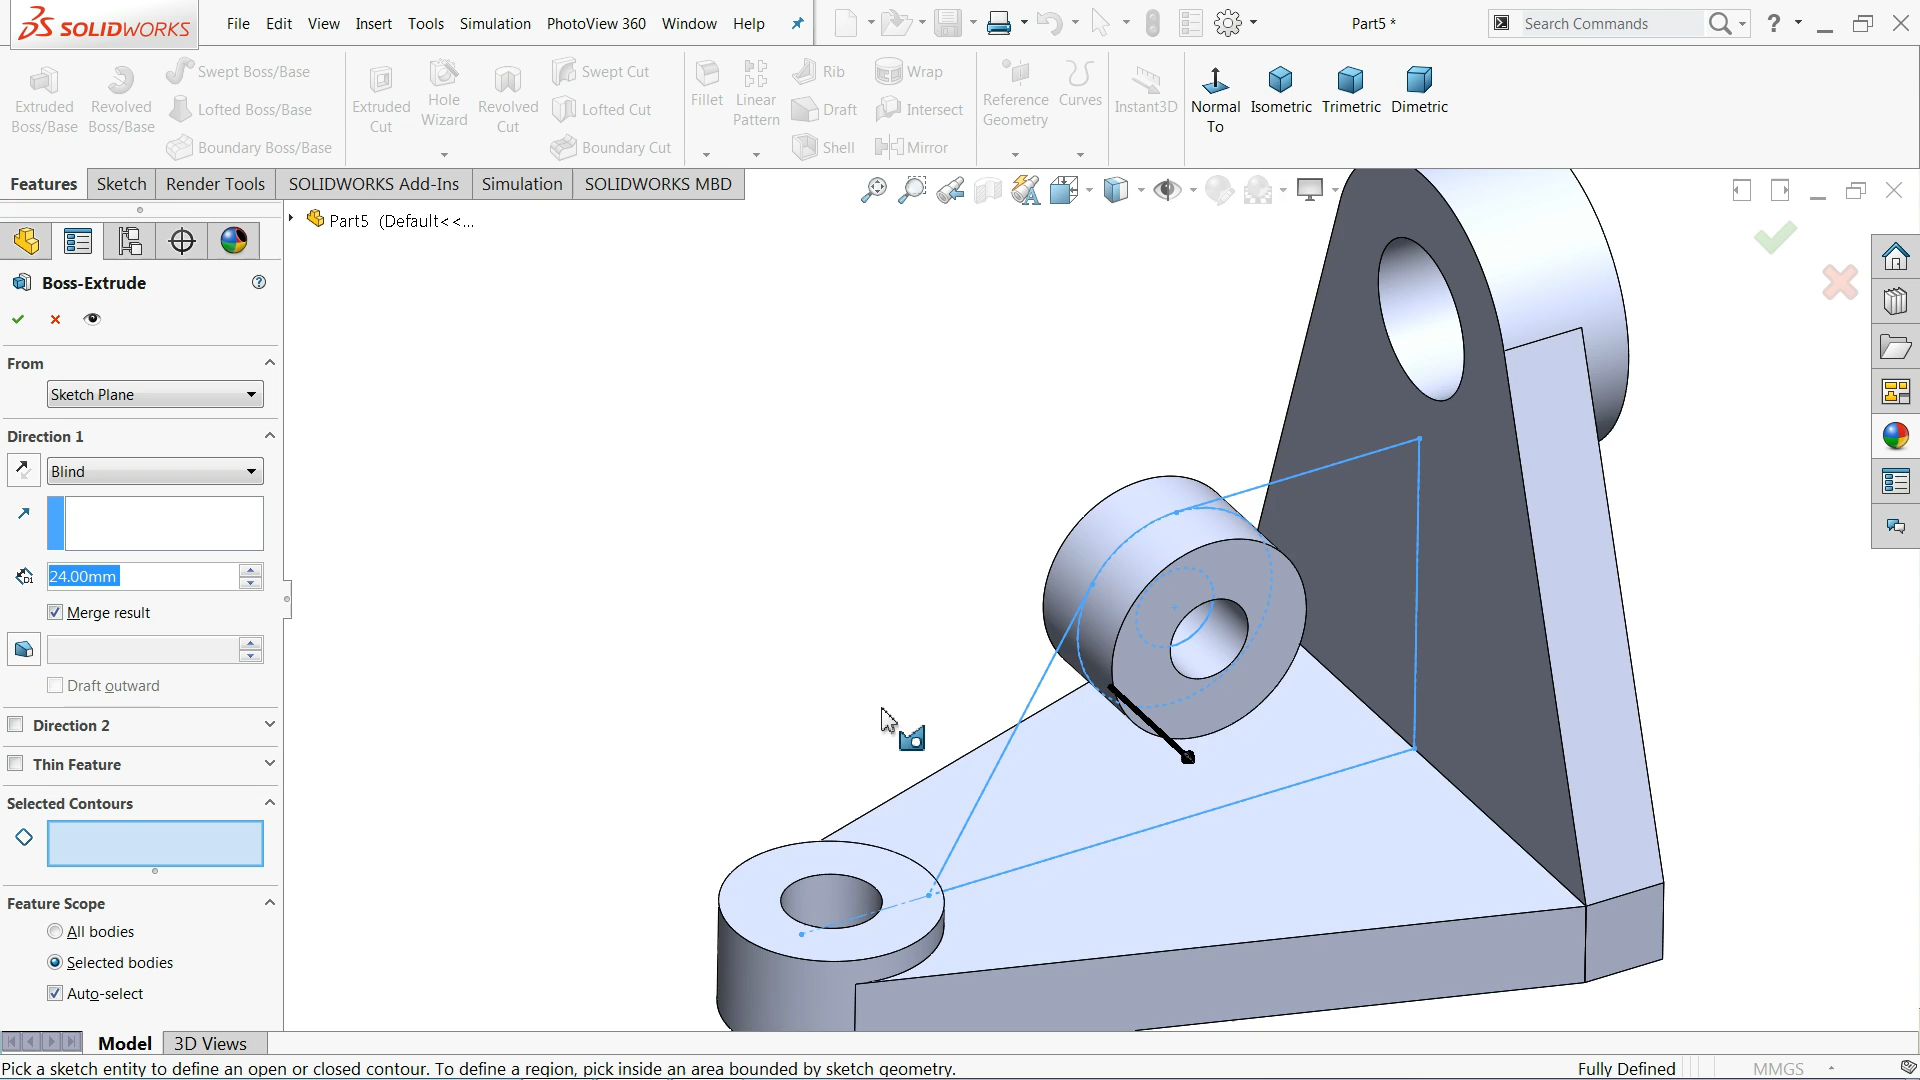 SOLIDWORKS File Edit View Insert Tools Simulation PhotoView 360 Window Help Part5 * Search Commands ?
Extruded Boss/Base
Revolved Boss/Base
Swept Boss/Base
Lofted Boss/Base
Boundary Boss/Base
Extruded Cut
Hole Wizard
Revolved Cut
Swept Cut
Lofted Cut
Boundary Cut
Fillet
Linear Pattern
Rib
Draft
Shell
Wrap
Intersect
Mirror
Reference Geometry
Curves
Instant3D
Normal To
Isometric
Trimetric
Dimetric
Features Sketch Render Tools SOLIDWORKS Add-Ins Simulation SOLIDWORKS MBD
Part5 (Default<<...
Boss-Extrude
From
Sketch Plane
Direction 1
Blind
D1
24.00mm
Merge result
Draft outward
Direction 2
Thin Feature
Selected Contours
Feature Scope
All bodies
Selected bodies
Auto-select
Model 3D Views
Pick a sketch entity to define an open or closed contour. To define a region, pick inside an area bounded by sketch geometry. Fully Defined MMGS